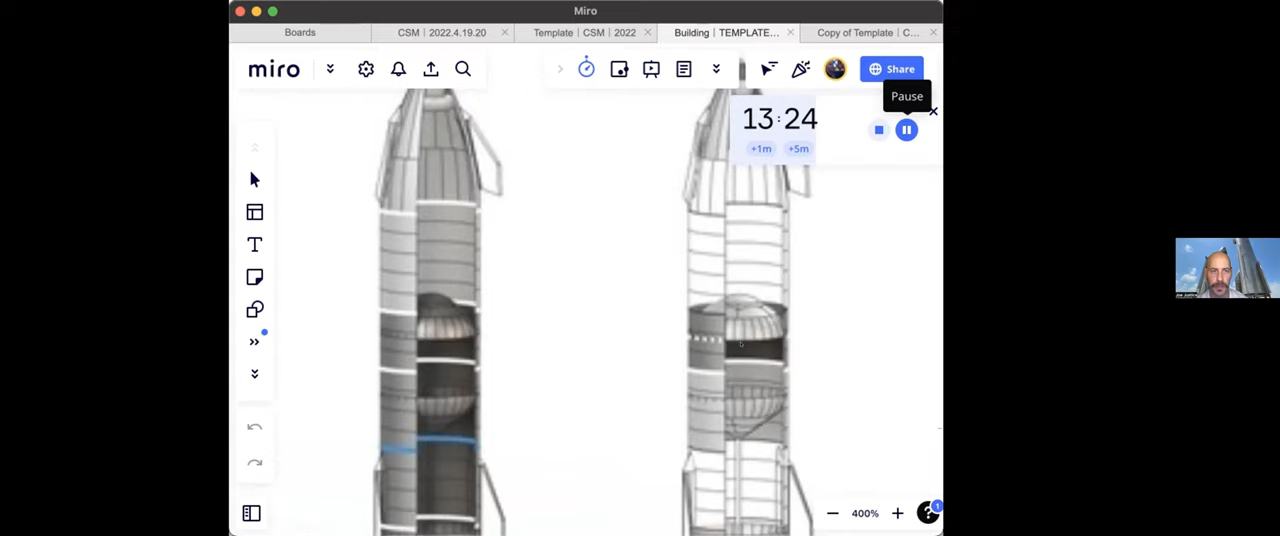 Miro
Boards
CSM | 2022.4.19.20
Template | CSM | 2022
Building | TEMPLATE...
Copy of Template | C...
miro
Share
Pause
13:24
+1m
+5m
T
400%
?
1